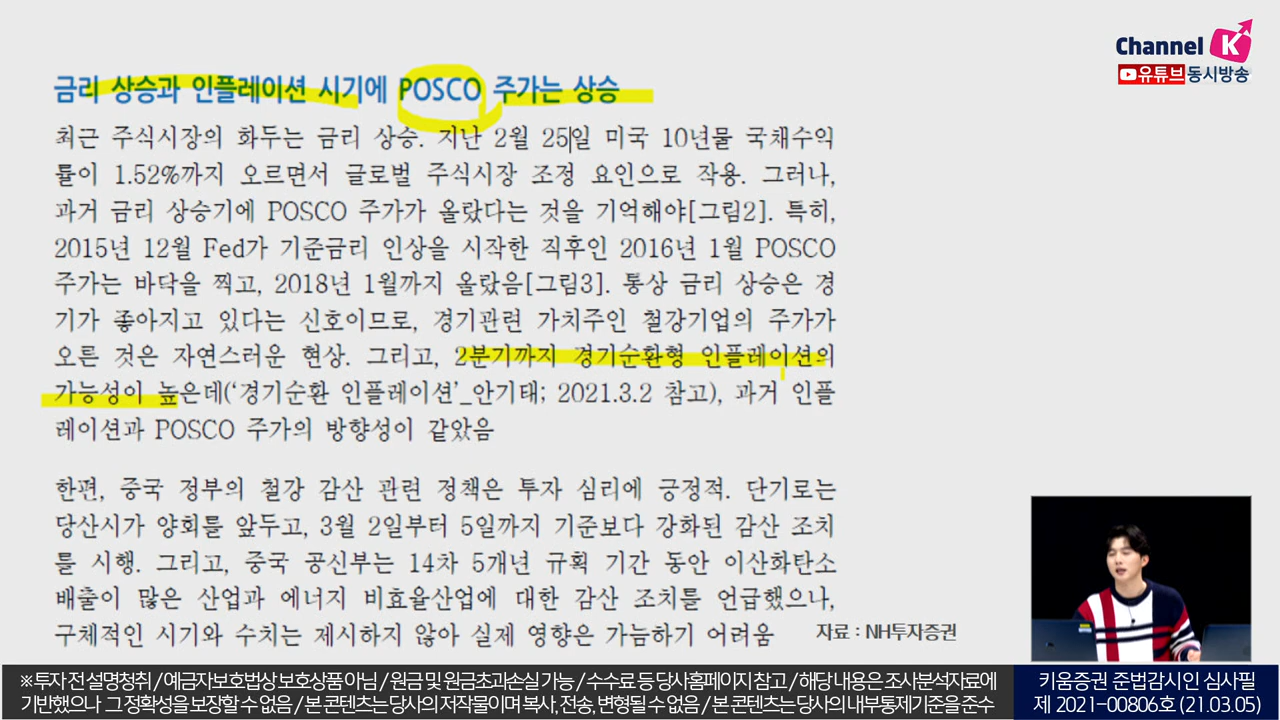 Channel K
유튜브 동시방송
금리 상승과 인플레이션 시기에 POSCO 주가는 상승
최근 주식시장의 화두는 금리 상승. 지난 2월 25일 미국 10년물 국채수익
률이 1.52%까지 오르면서 글로벌 주식시장 조정 요인으로 작용. 그러나,
과거 금리 상승기에 POSCO 주가가 올랐다는 것을 기억해야[그림2]. 특히,
2015년 12월 Fed가 기준금리 인상을 시작한 직후인 2016년 1월 POSCO
주가는 바닥을 찍고, 2018년 1월까지 올랐음[그림3]. 통상 금리 상승은 경
기가 좋아지고 있다는 신호이므로, 경기관련 가치주인 철강기업의 주가가
오른 것은 자연스러운 현상. 그리고, 2분기까지 경기순환형 인플레이션의
가능성이 높은데(‘경기순환 인플레이션’_안기태; 2021.3.2 참고), 과거 인플
레이션과 POSCO 주가의 방향성이 같았음
한편, 중국 정부의 철강 감산 관련 정책은 투자 심리에 긍정적. 단기로는
당산시가 양회를 앞두고, 3월 2일부터 5일까지 기준보다 강화된 감산 조치
를 시행. 그리고, 중국 공신부는 14차 5개년 규획 기간 동안 이산화탄소
배출이 많은 산업과 에너지 비효율산업에 대한 감산 조치를 언급했으나,
구체적인 시기와 수치는 제시하지 않아 실제 영향은 가늠하기 어려움
자료 : NH투자증권
※ 투자 전 설명청취 / 예금자보호법상 보호상품 아님 / 원금 및 원금초과손실 가능 / 수수료 등 당사홈페이지 참고 / 해당 내용은 조사분석자료에
기반했으나 그 정확성을 보장할 수 없음 / 본 콘텐츠는 당사의 저작물이며 복사, 전송, 변형될 수 없음 / 본 콘텐츠는 당사의 내부통제기준을 준수
키움증권 준법감시인 심사필
제 2021-00806호 (21.03.05)